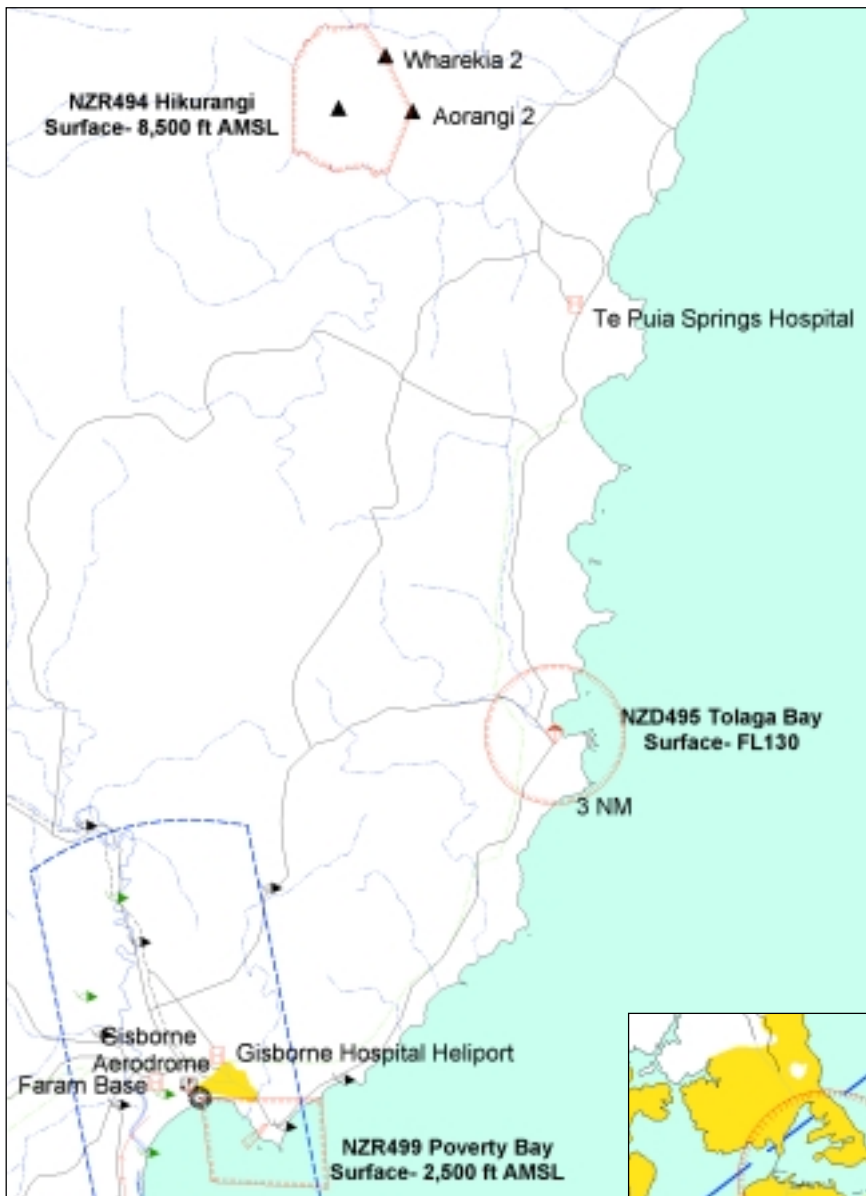 Wharekia 2
NZR494 Hikurangi
Surface- 8,500 ft AMSL
Aorangi 2
Te Puia Springs Hospital
NZD495 Tolaga Bay
Surface- FL130
3 NM
Gisborne
Aerodrome
Gisborne Hospital Heliport
Faram Base
NZR499 Poverty Bay
Surface- 2,500 ft AMSL